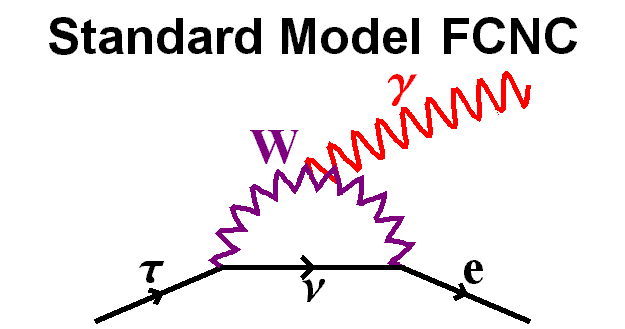 Standard Model FCNC
γ
W
τ
ν
e